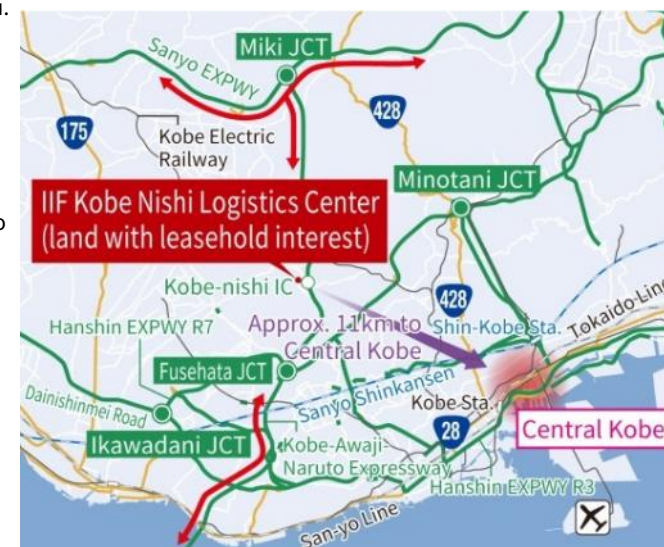 Miki JCT
Sanyo EXPWY
428
175
Kobe Electric
Railway
Minotani JCT
IIF Kobe Nishi Logistics Center
(land with leasehold interest)
Kobe-nishi IC
428
Hanshin EXPWY R7
Approx. 11km to
Central Kobe
Shin-Kobe Sta.
Tokaido-Line
Fusehata JCT
Sanyo Shinkansen
Dainishinmei Road
Kobe Sta.
Ikawadani JCT
28
Central Kobe
Kobe-Awaji-
Naruto Expressway
Hanshin EXPWY R3
San-yo Line